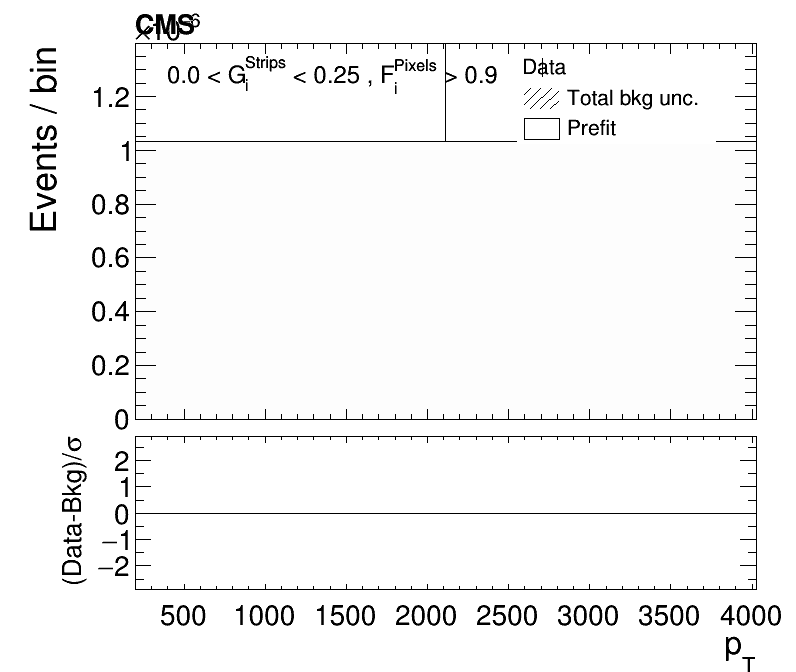 CMS
×10⁻⁶
0.0 < G_i^Strips < 0.25 , F_i^Pixels > 0.9
Data
Total bkg unc.
Prefit
Events / bin
1.2
1
0.8
0.6
0.4
0.2
0
(Data-Bkg)/σ
2
1
0
−1
−2
500 1000 1500 2000 2500 3000 3500 4000
p_T